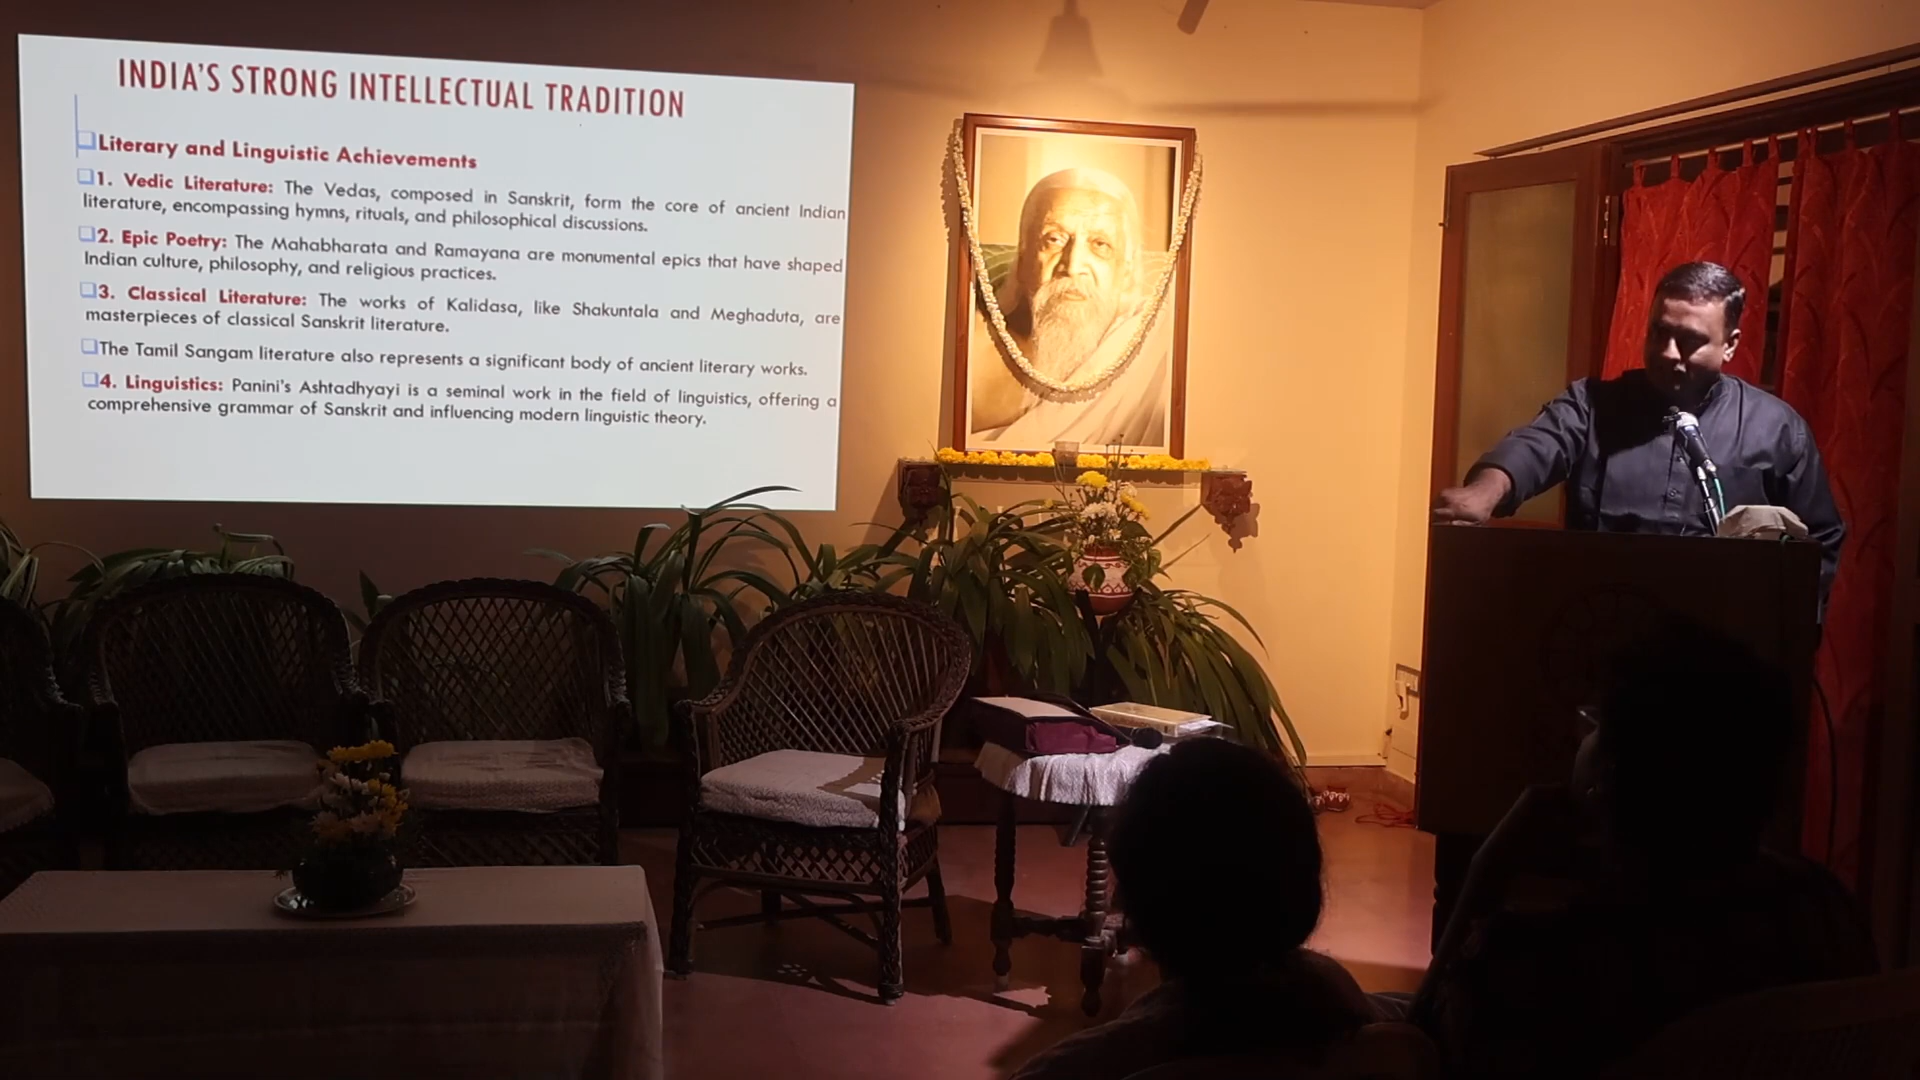 INDIA'S STRONG INTELLECTUAL TRADITION
Literary and Linguistic Achievements
1. Vedic Literature: The Vedas, composed in Sanskrit, form the core of ancient Indian
literature, encompassing hymns, rituals, and philosophical discussions.
2. Epic Poetry: The Mahabharata and Ramayana are monumental epics that have shaped
Indian culture, philosophy, and religious practices.
3. Classical Literature: The works of Kalidasa, like Shakuntala and Meghaduta, are
masterpieces of classical Sanskrit literature.
The Tamil Sangam literature also represents a significant body of ancient literary works.
4. Linguistics: Panini's Ashtadhyayi is a seminal work in the field of linguistics, offering a
comprehensive grammar of Sanskrit and influencing modern linguistic theory.